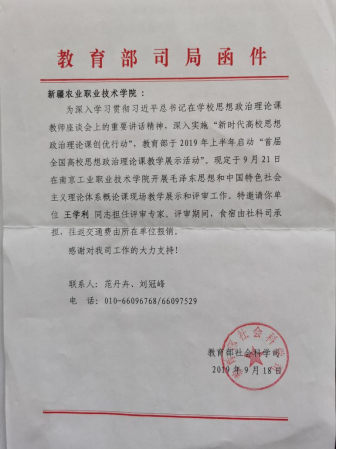 教育部司局函件
新疆农业职业技术学院：
为深入学习贯彻习近平总书记在学校思想政治理论课
教师座谈会上的重要讲话精神，深入实施“新时代高校思想
政治理论课创优行动”，教育部于2019年上半年启动“首届
全国高校思想政治理论课教学展示活动”。现定于9月21日
在南京工业职业技术学院开展毛泽东思想和中国特色社会
主义理论体系概论课现场教学展示和评审工作。特邀请你单
位 王学利 同志担任评审专家。评审期间，食宿由社科司承
担，往返交通费由所在单位报销。
感谢对我司工作的大力支持！
联系人：范丹卉、刘冠峰
电 话：010-66096768/66097529
教育部社会科学司
2019年9月18日